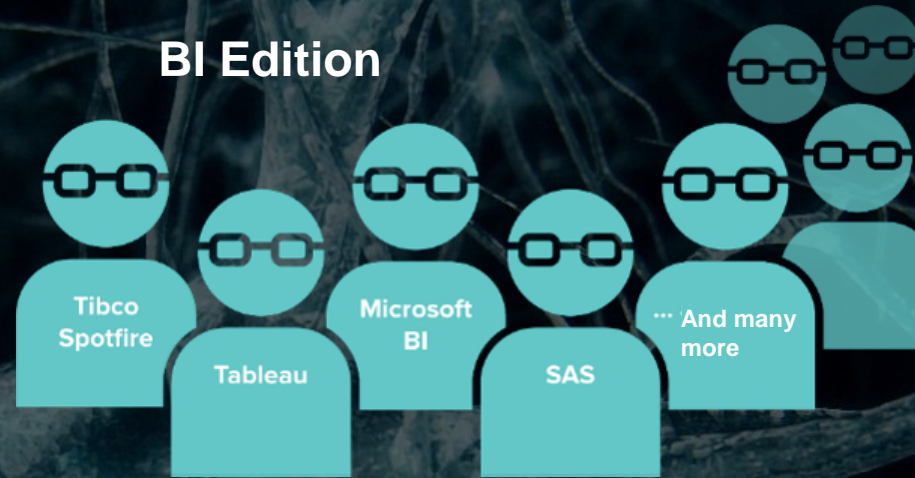 BI Edition
Tibco
Spotfire
Tableau
Microsoft
BI
SAS
... And many
more